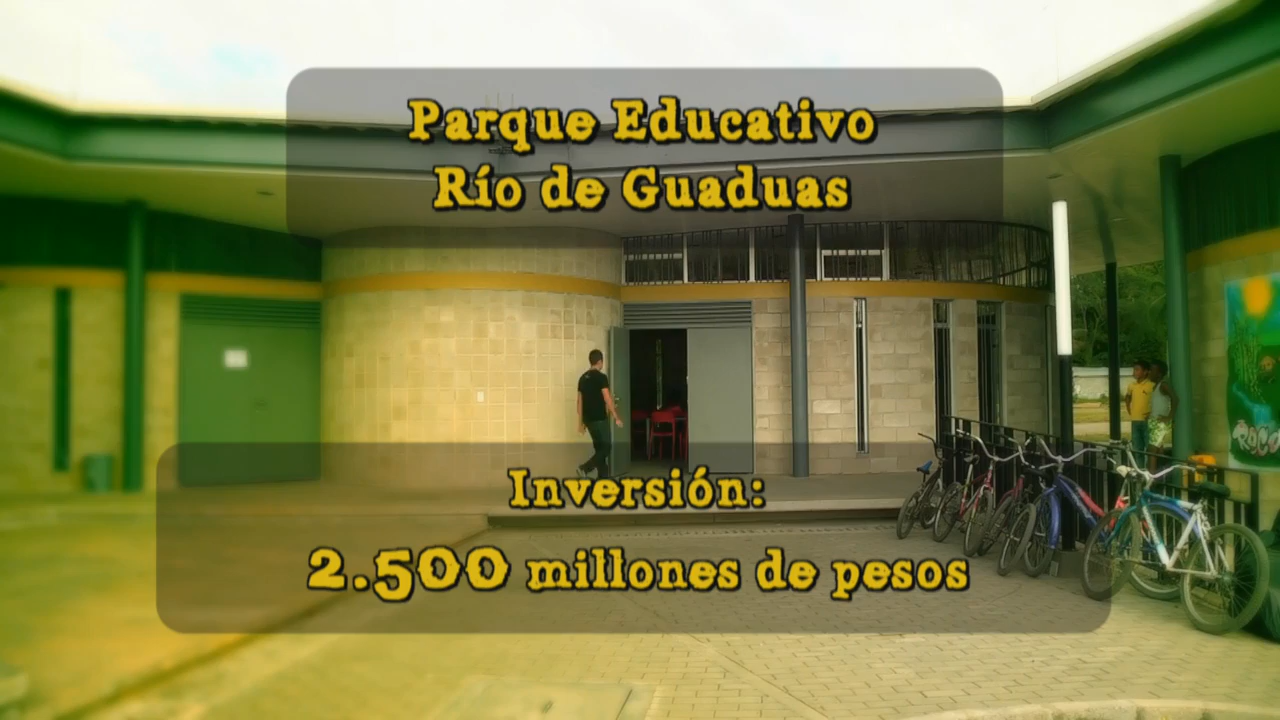 Parque Educativo
Río de Guaduas
Inversión:
2.500 millones de pesos